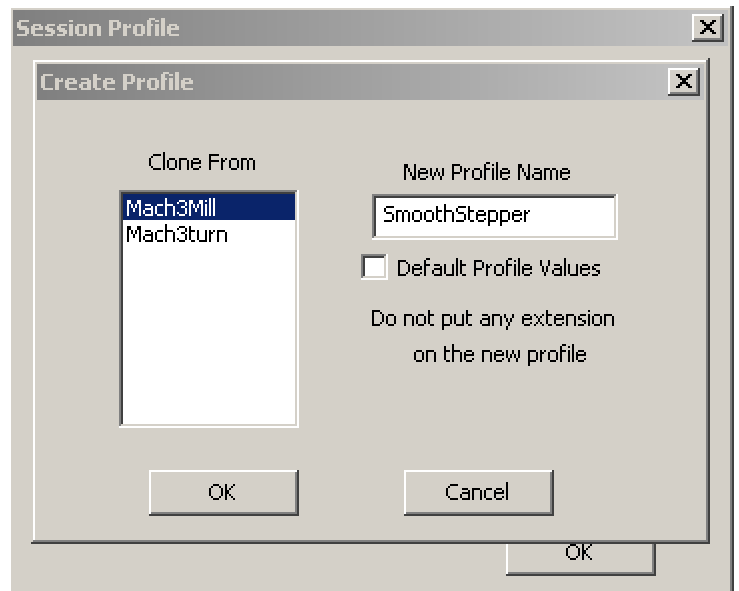 Session Profile
Create Profile
Clone From
Mach3Mill
Mach3turn
New Profile Name
SmoothStepper
Default Profile Values
Do not put any extension
on the new profile
OK
Cancel
OK